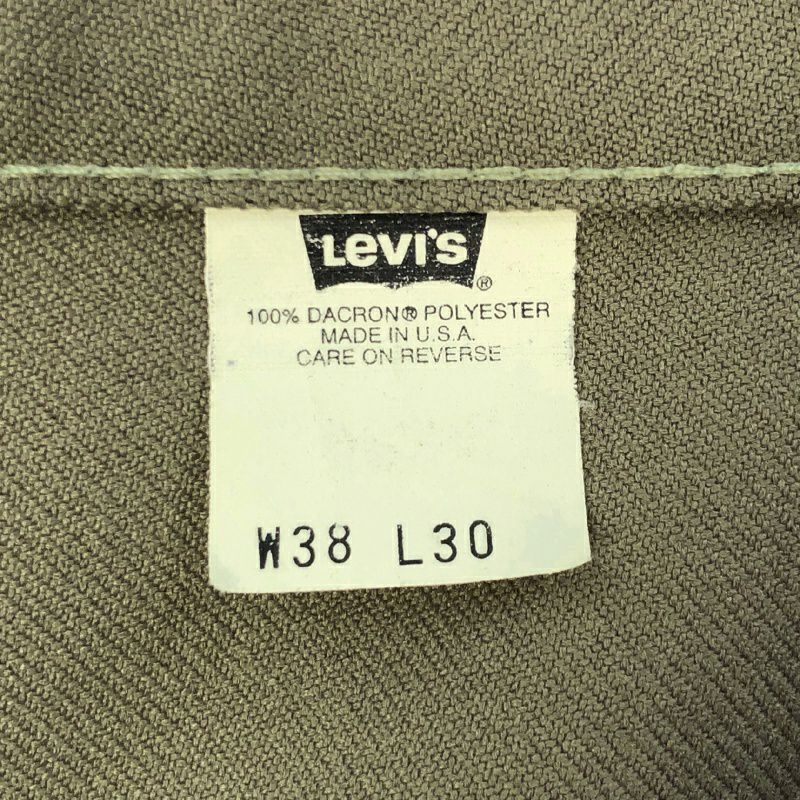 Levi's ®
100% DACRON® POLYESTER
MADE IN U.S.A.
CARE ON REVERSE
W38 L30